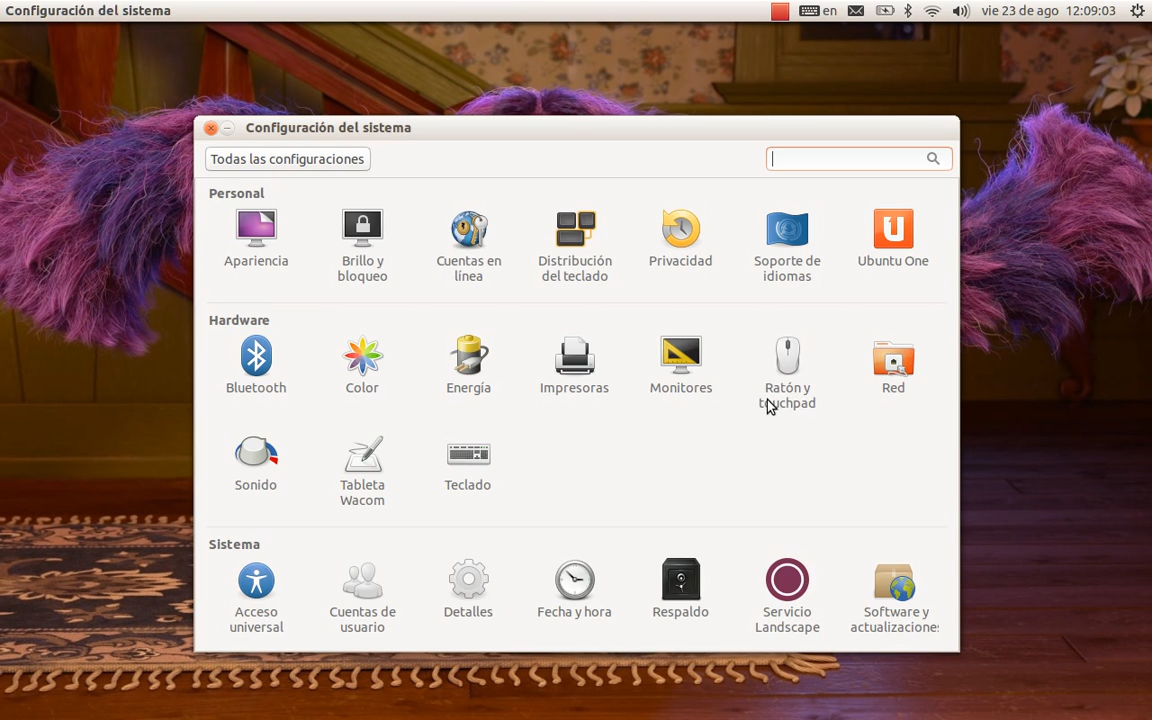 Configuración del sistema
en
vie 23 de ago 12:09:03
Configuración del sistema
Todas las configuraciones
Personal
Apariencia
Brillo y
bloqueo
Cuentas en
línea
Distribución
del teclado
Privacidad
Soporte de
idiomas
Ubuntu One
Hardware
Bluetooth
Color
Energía
Impresoras
Monitores
Ratón y
touchpad
Red
Sonido
Tableta
Wacom
Teclado
Sistema
Acceso
universal
Cuentas de
usuario
Detalles
Fecha y hora
Respaldo
Servicio
Landscape
Software y
actualizaciones